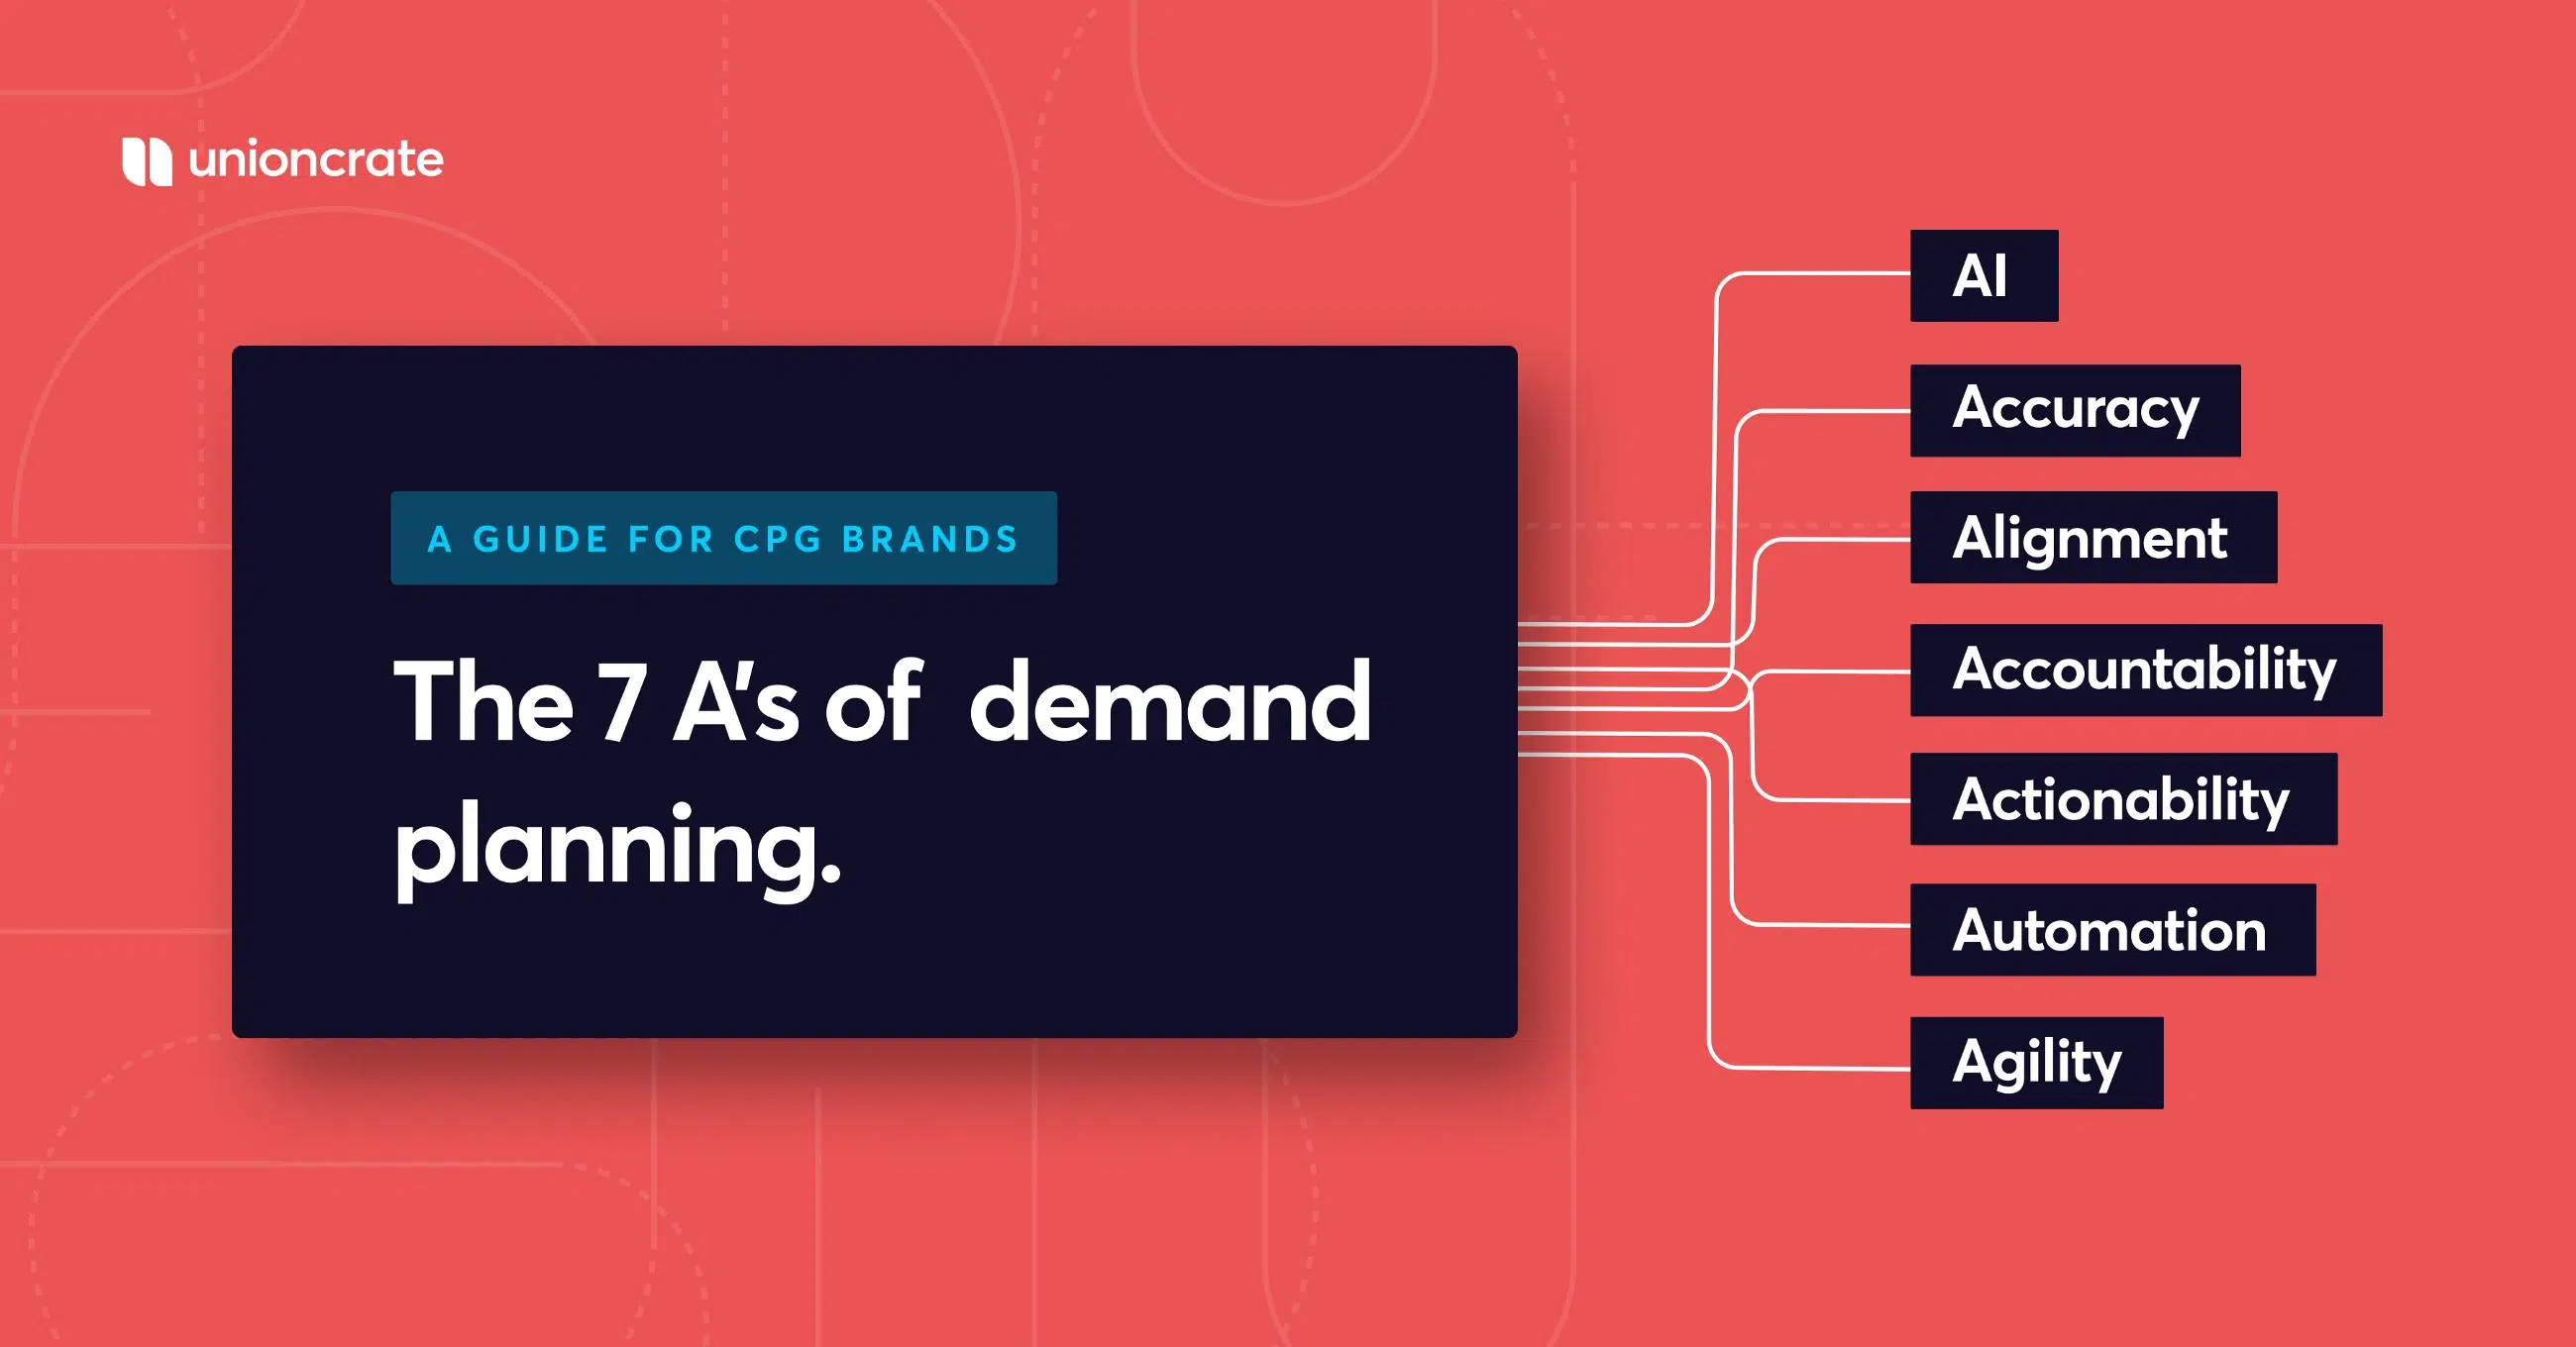 unioncrate
A GUIDE FOR CPG BRANDS
The 7 A's of demand
planning.
AI
Accuracy
Alignment
Accountability
Actionability
Automation
Agility